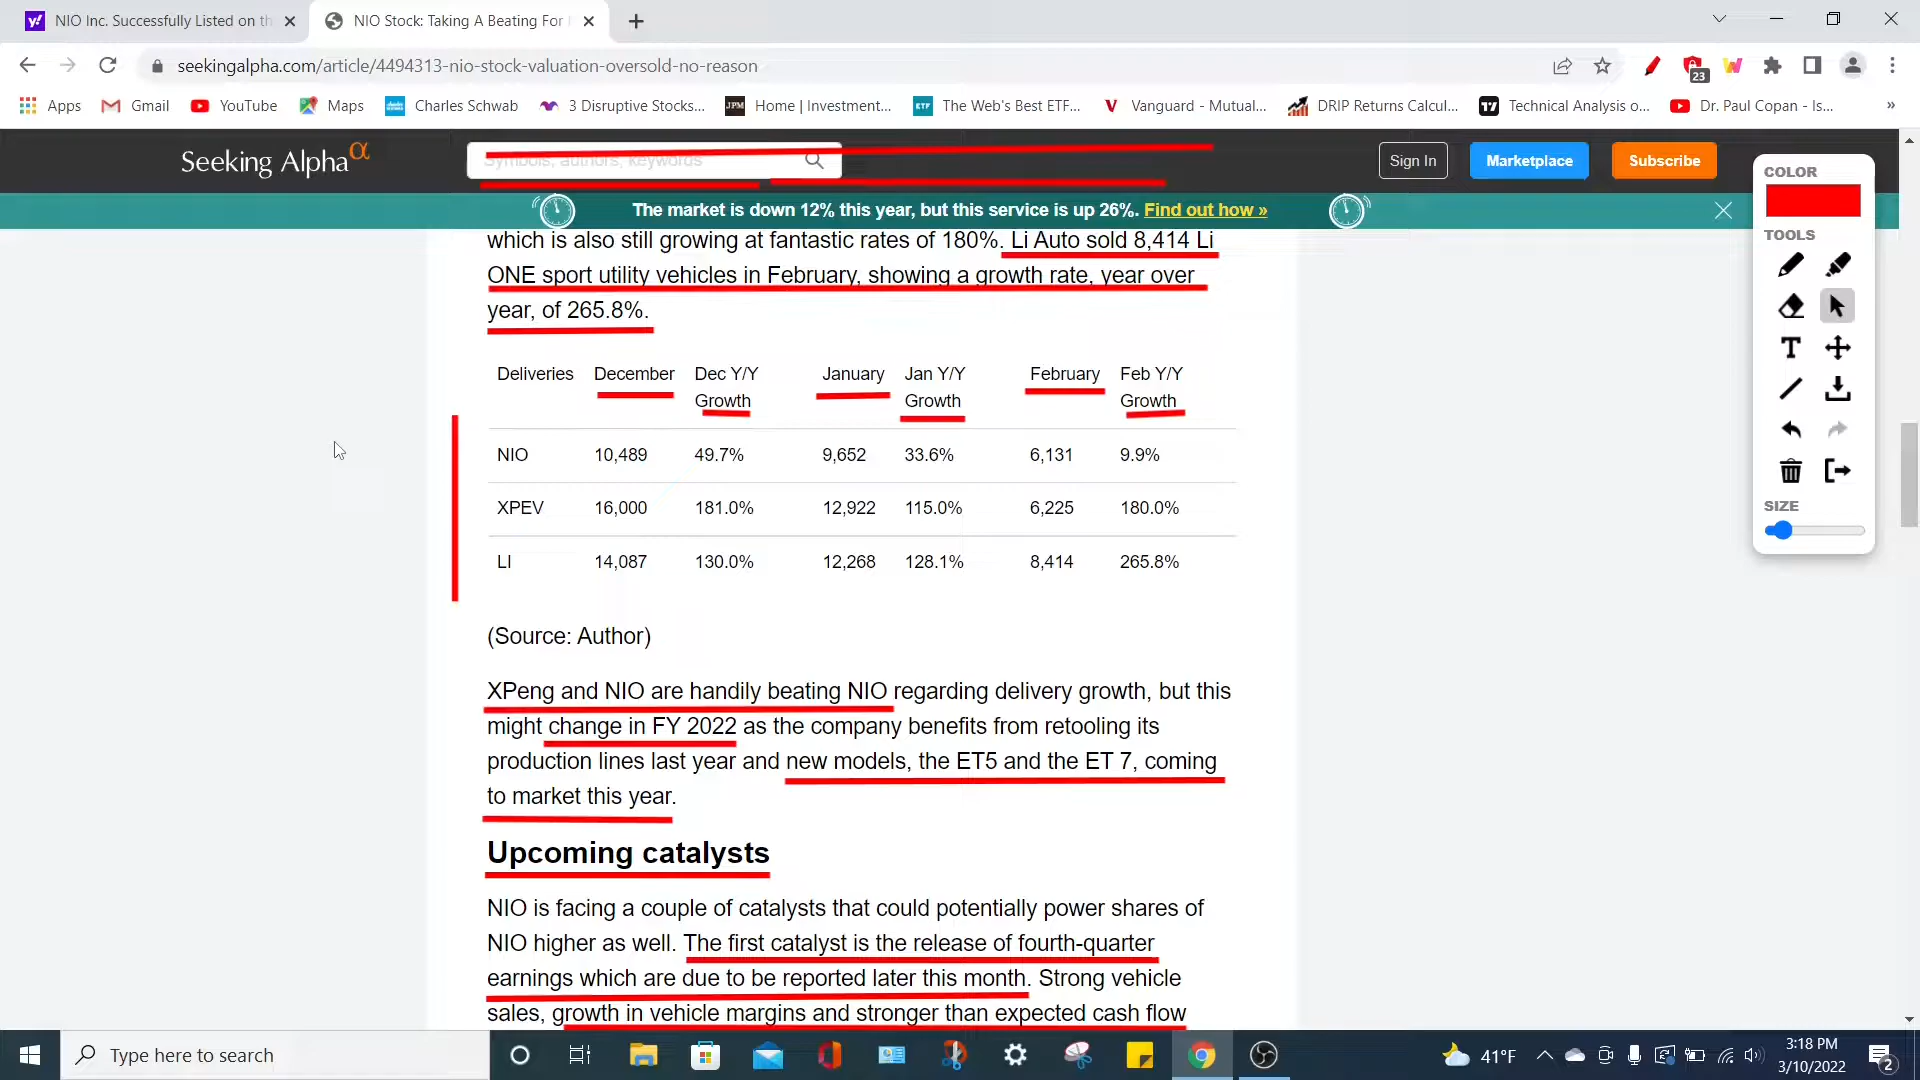 NIO Inc. Successfully Listed on th
NIO Stock: Taking A Beating For
seekingalpha.com/article/4494313-nio-stock-valuation-oversold-no-reason
23
Apps Gmail YouTube Maps Charles Schwab 3 Disruptive Stocks... JPM Home | Investment... ETF The Web's Best ETF... Vanguard - Mutual... DRIP Returns Calcul... Technical Analysis o... Dr. Paul Copan - Is... »
Seeking Alpha α
Symbols, authors, keywords
Sign In
Marketplace
Subscribe
The market is down 12% this year, but this service is up 26%. Find out how »
which is also still growing at fantastic rates of 180%. Li Auto sold 8,414 Li
ONE sport utility vehicles in February, showing a growth rate, year over
year, of 265.8%.
Deliveries December Dec Y/Y Growth January Jan Y/Y Growth February Feb Y/Y Growth
NIO 10,489 49.7% 9,652 33.6% 6,131 9.9%
XPEV 16,000 181.0% 12,922 115.0% 6,225 180.0%
LI 14,087 130.0% 12,268 128.1% 8,414 265.8%
(Source: Author)
XPeng and NIO are handily beating NIO regarding delivery growth, but this
might change in FY 2022 as the company benefits from retooling its
production lines last year and new models, the ET5 and the ET 7, coming
to market this year.
Upcoming catalysts
NIO is facing a couple of catalysts that could potentially power shares of
NIO higher as well. The first catalyst is the release of fourth-quarter
earnings which are due to be reported later this month. Strong vehicle
sales, growth in vehicle margins and stronger than expected cash flow
COLOR
TOOLS
T
SIZE
Type here to search
41°F
3:18 PM
3/10/2022
2